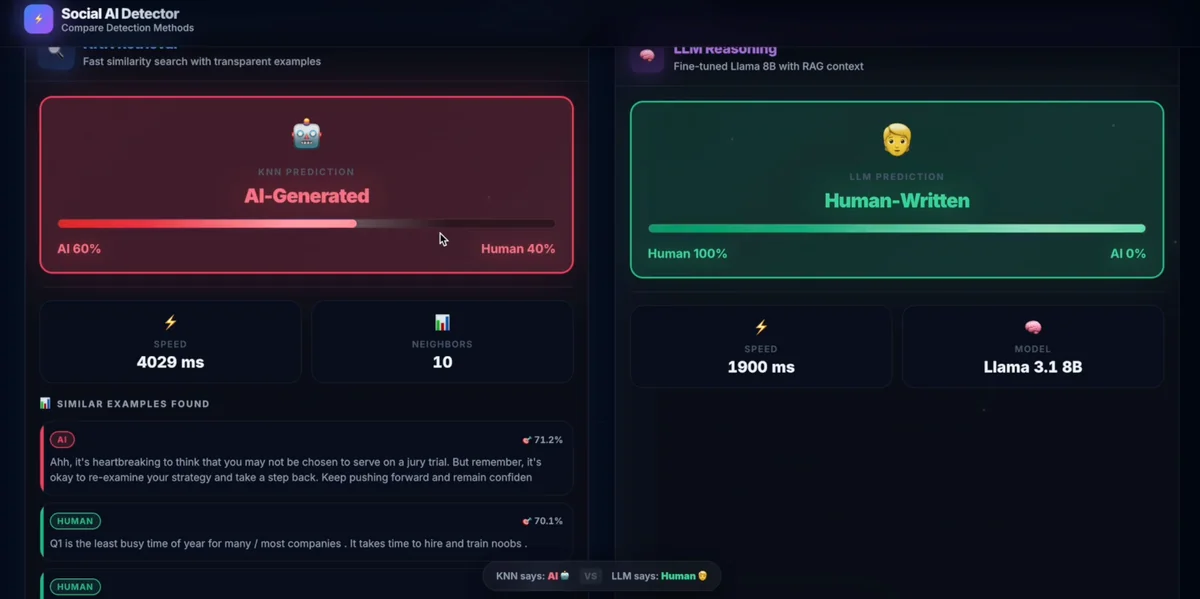 Social AI Detector
Compare Detection Methods
Fast similarity search with transparent examples
KNN PREDICTION
AI-Generated
AI 60%
Human 40%
SPEED
4029 ms
NEIGHBORS
10
SIMILAR EXAMPLES FOUND
AI
71.2%
Ahh, it's heartbreaking to think that you may not be chosen to serve on a jury trial. But remember, it's
okay to re-examine your strategy and take a step back. Keep pushing forward and remain confiden
HUMAN
70.1%
Q1 is the least busy time of year for many / most companies . It takes time to hire and train noobs .
HUMAN
LLM Reasoning
Fine-tuned Llama 8B with RAG context
LLM PREDICTION
Human-Written
Human 100%
AI 0%
SPEED
1900 ms
MODEL
Llama 3.1 8B
KNN says: AI VS LLM says: Human